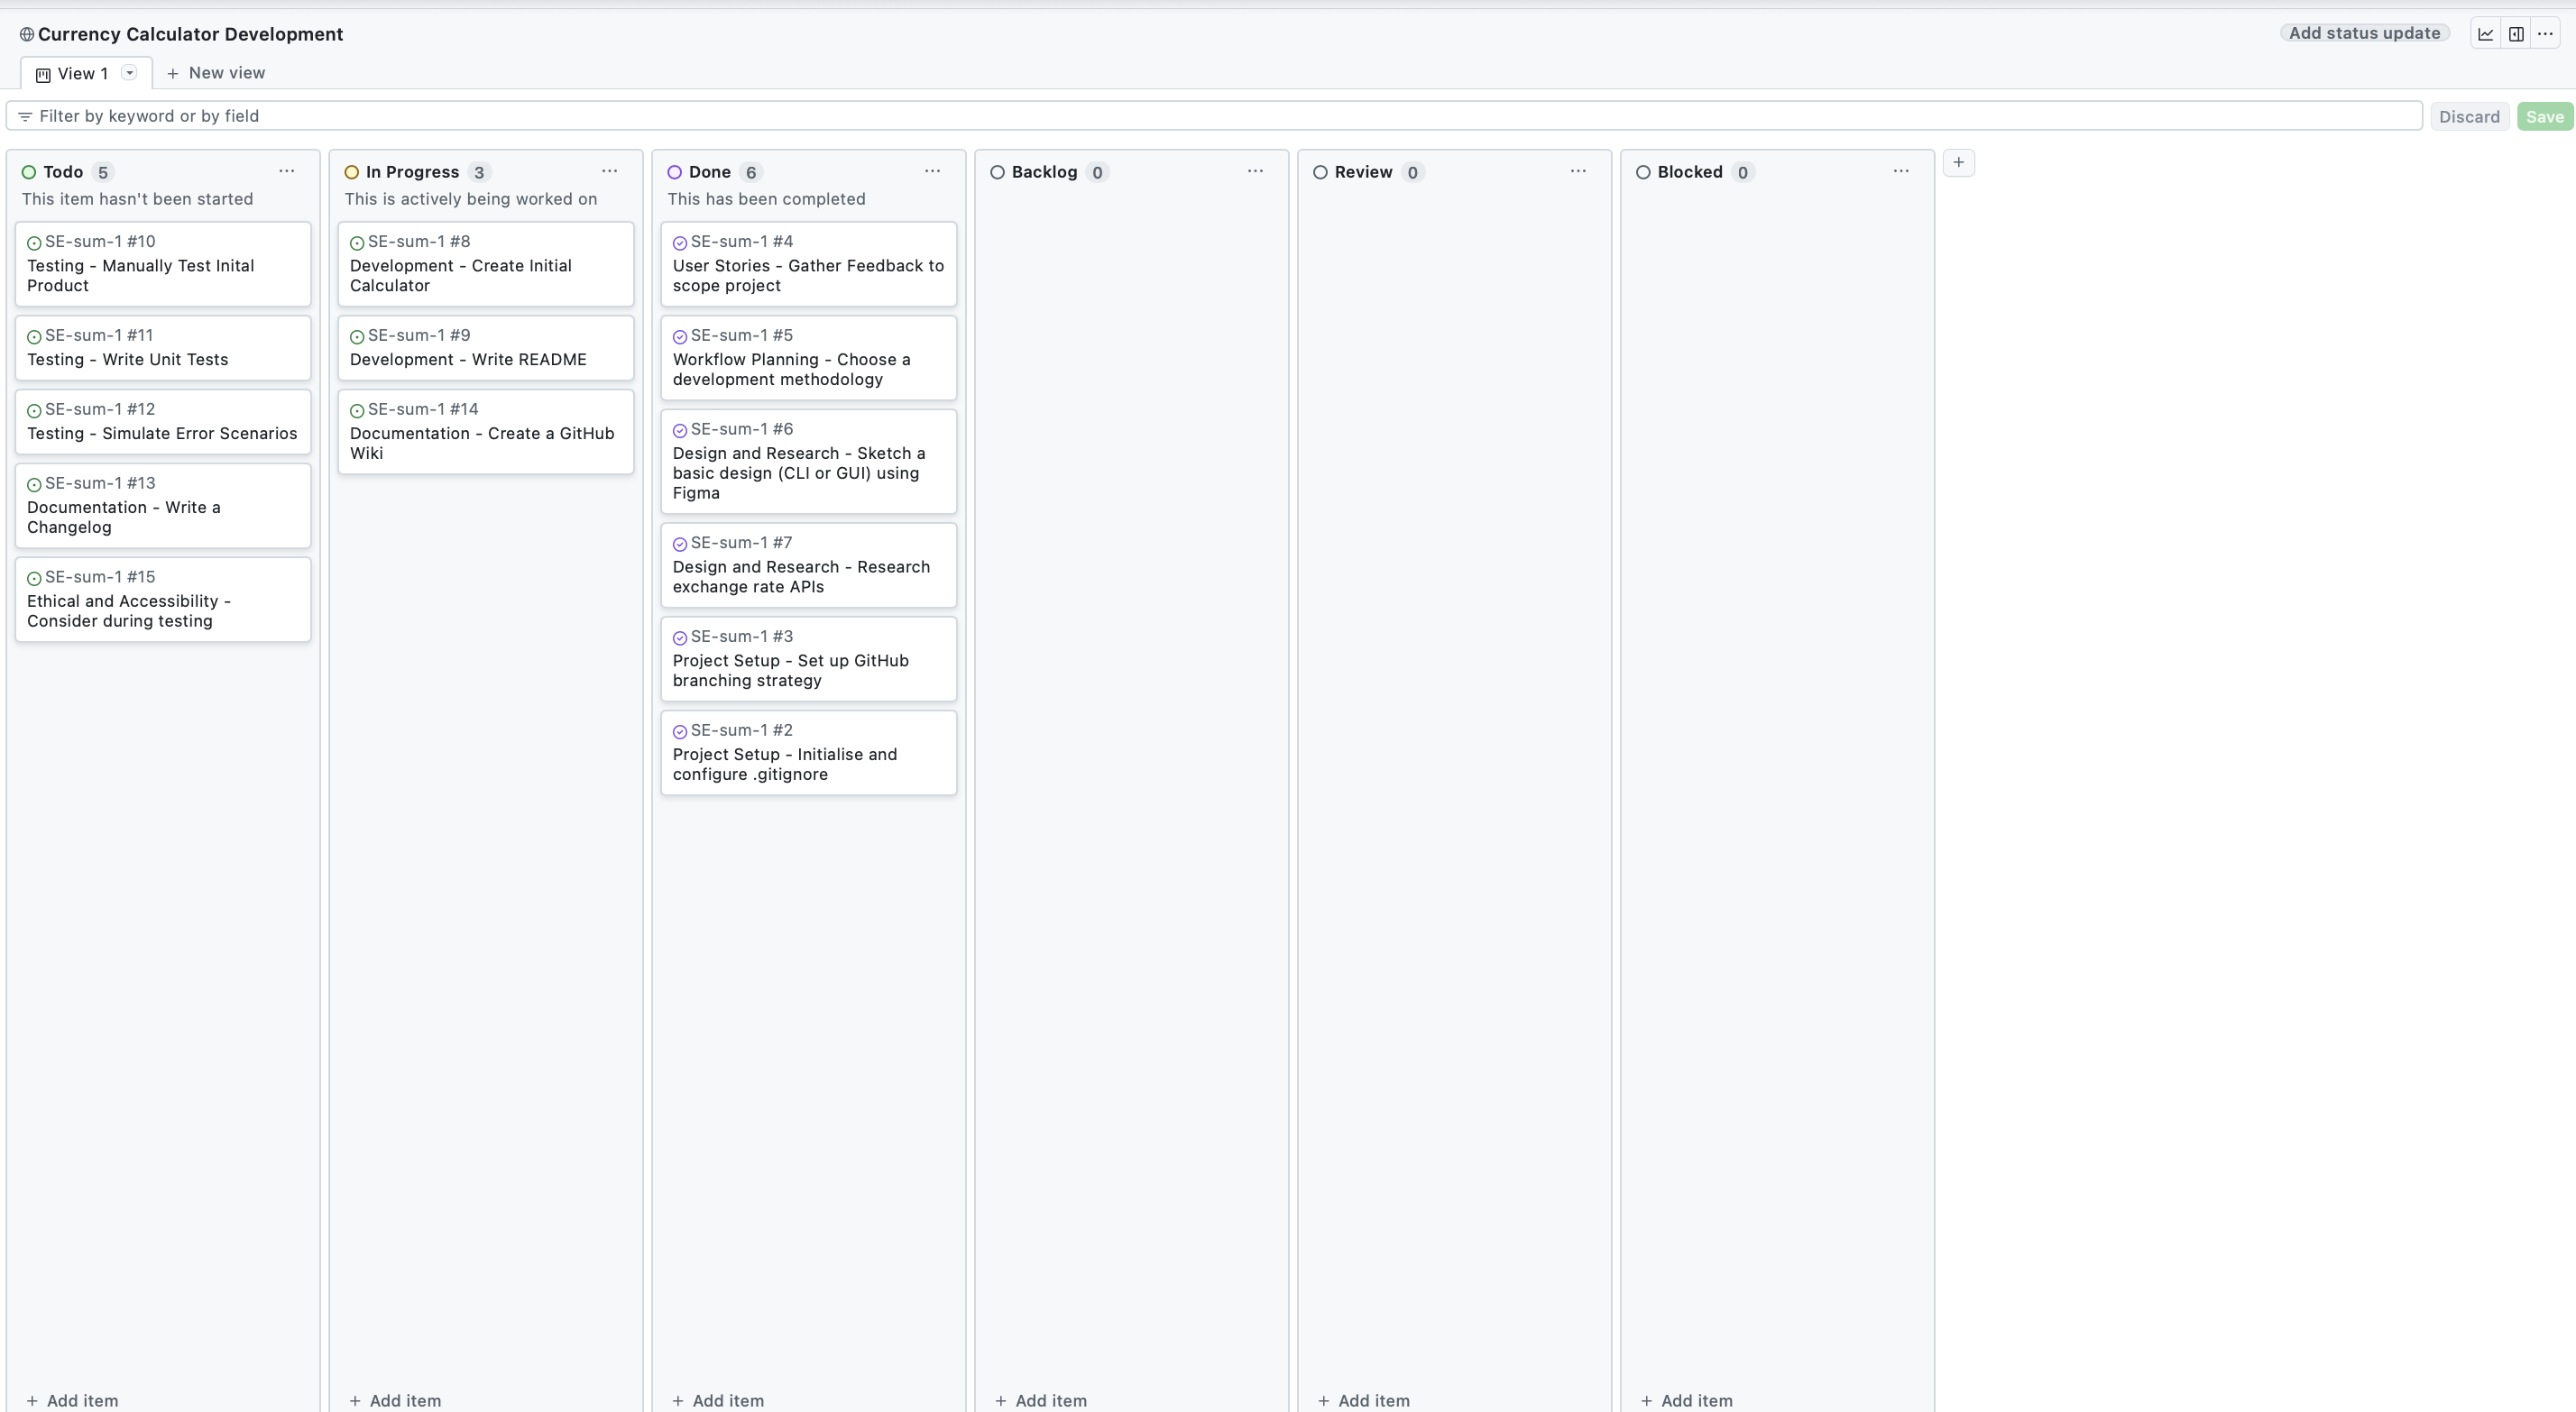 Currency Calculator Development
Add status update
View 1
New view
Filter by keyword or by field
Discard
Save
Todo 5
This item hasn't been started
SE-sum-1 #10
Testing - Manually Test Inital
Product
SE-sum-1 #11
Testing - Write Unit Tests
SE-sum-1 #12
Testing - Simulate Error Scenarios
SE-sum-1 #13
Documentation - Write a
Changelog
SE-sum-1 #15
Ethical and Accessibility -
Consider during testing
+ Add item
In Progress 3
This is actively being worked on
SE-sum-1 #8
Development - Create Initial
Calculator
SE-sum-1 #9
Development - Write README
SE-sum-1 #14
Documentation - Create a GitHub
Wiki
+ Add item
Done 6
This has been completed
SE-sum-1 #4
User Stories - Gather Feedback to
scope project
SE-sum-1 #5
Workflow Planning - Choose a
development methodology
SE-sum-1 #6
Design and Research - Sketch a
basic design (CLI or GUI) using
Figma
SE-sum-1 #7
Design and Research - Research
exchange rate APIs
SE-sum-1 #3
Project Setup - Set up GitHub
branching strategy
SE-sum-1 #2
Project Setup - Initialise and
configure .gitignore
+ Add item
Backlog 0
+ Add item
Review 0
+ Add item
Blocked 0
+ Add item